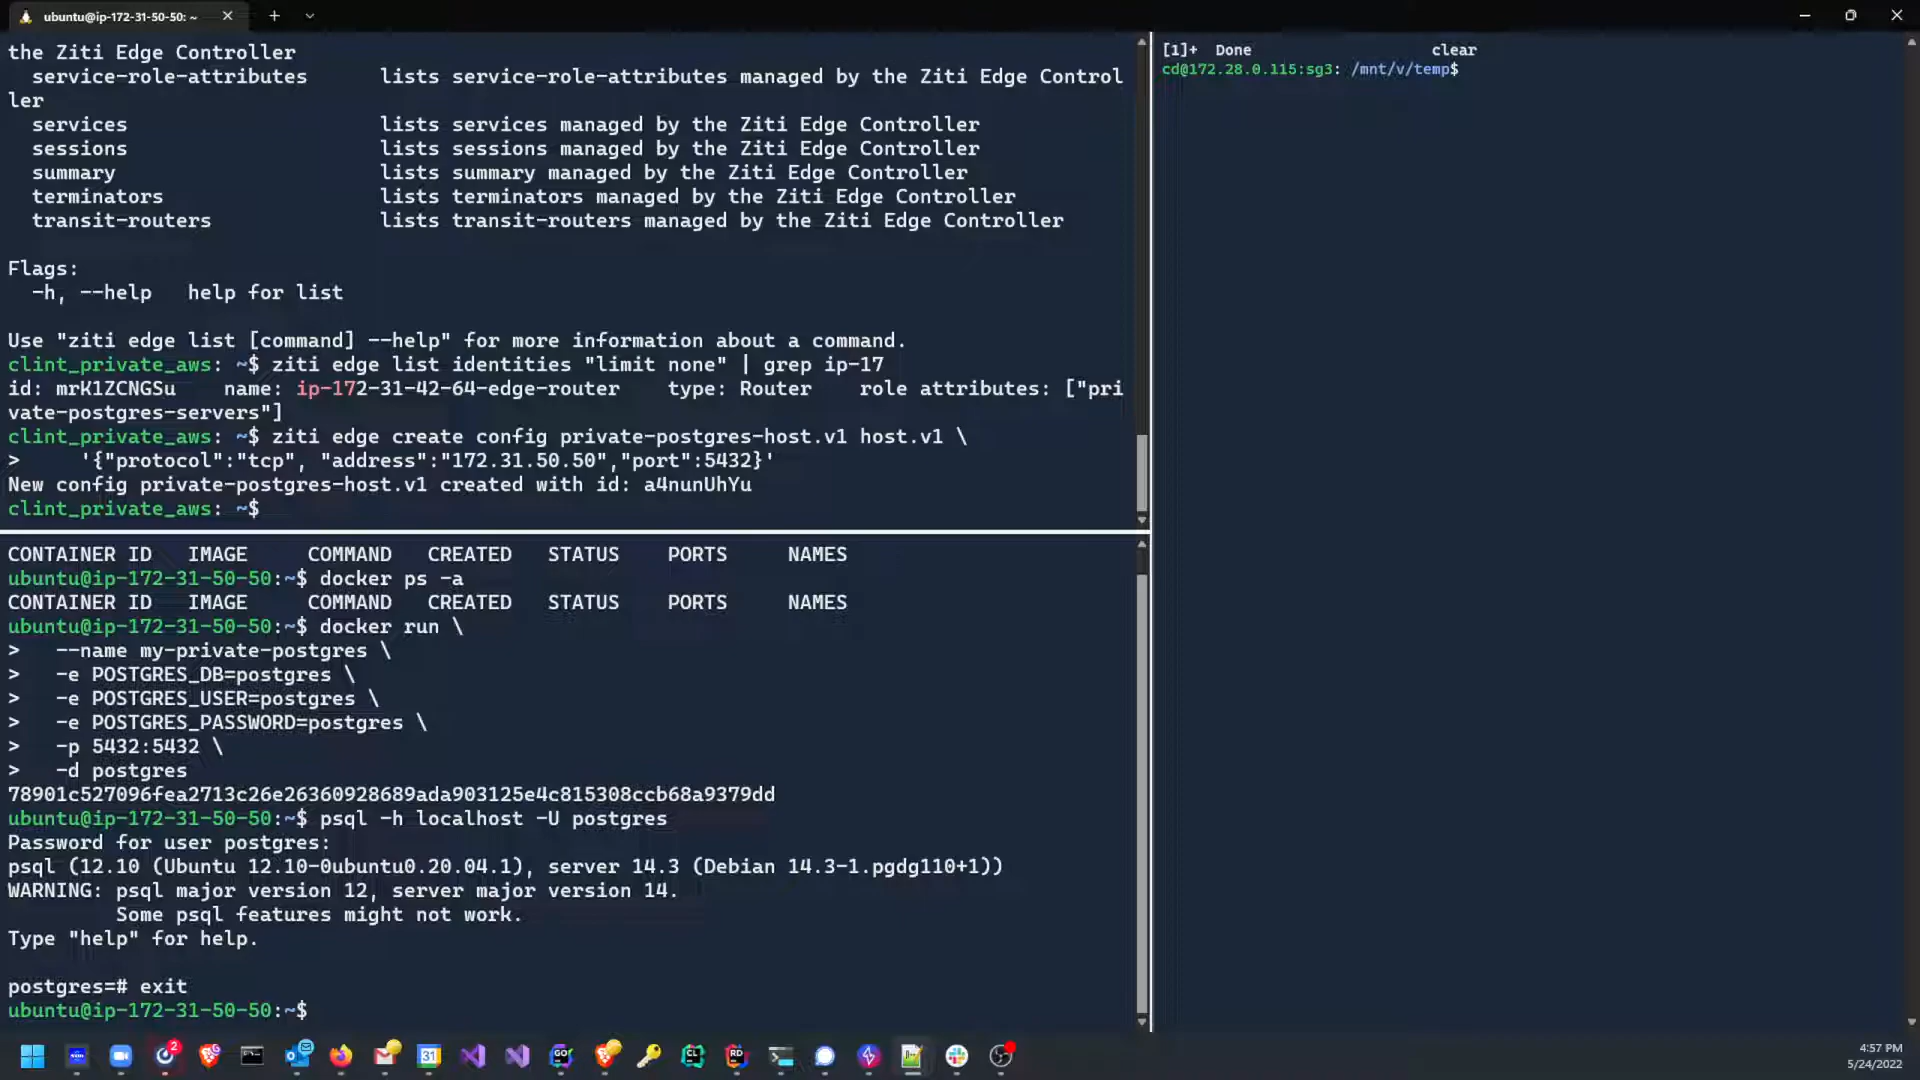 ubuntu@ip-172-31-50-50: ~
the Ziti Edge Controller
service-role-attributes lists service-role-attributes managed by the Ziti Edge Control
ler
services lists services managed by the Ziti Edge Controller
sessions lists sessions managed by the Ziti Edge Controller
summary lists summary managed by the Ziti Edge Controller
terminators lists terminators managed by the Ziti Edge Controller
transit-routers lists transit-routers managed by the Ziti Edge Controller
Flags:
-h, --help help for list
Use "ziti edge list [command] --help" for more information about a command.
clint_private_aws: ~$ ziti edge list identities "limit none" | grep ip-17
id: mrK1ZCNGSu name: ip-172-31-42-64-edge-router type: Router role attributes: ["pri
vate-postgres-servers"]
clint_private_aws: ~$ ziti edge create config private-postgres-host.v1 host.v1 \
> '{"protocol":"tcp", "address":"172.31.50.50","port":5432}'
New config private-postgres-host.v1 created with id: a4nunUhYu
clint_private_aws: ~$
CONTAINER ID IMAGE COMMAND CREATED STATUS PORTS NAMES
ubuntu@ip-172-31-50-50:~$ docker ps -a
CONTAINER ID IMAGE COMMAND CREATED STATUS PORTS NAMES
ubuntu@ip-172-31-50-50:~$ docker run \
> --name my-private-postgres \
> -e POSTGRES_DB=postgres \
> -e POSTGRES_USER=postgres \
> -e POSTGRES_PASSWORD=postgres \
> -p 5432:5432 \
> -d postgres
78901c527096fea2713c26e26360928689ada903125e4c815308ccb68a9379dd
ubuntu@ip-172-31-50-50:~$ psql -h localhost -U postgres
Password for user postgres:
psql (12.10 (Ubuntu 12.10-0ubuntu0.20.04.1), server 14.3 (Debian 14.3-1.pgdg110+1))
WARNING: psql major version 12, server major version 14.
Some psql features might not work.
Type "help" for help.
postgres=# exit
ubuntu@ip-172-31-50-50:~$
[1]+ Done clear
cd@172.28.0.115:sg3: /mnt/v/temp$
2
31
GO
CL
RD
4:57 PM
5/24/2022